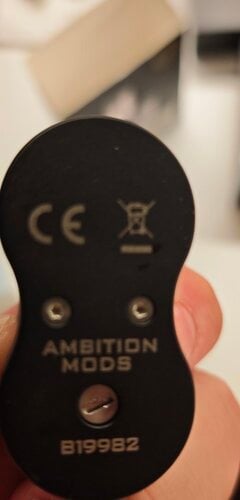 CE
AMBITION
MODS
B19982